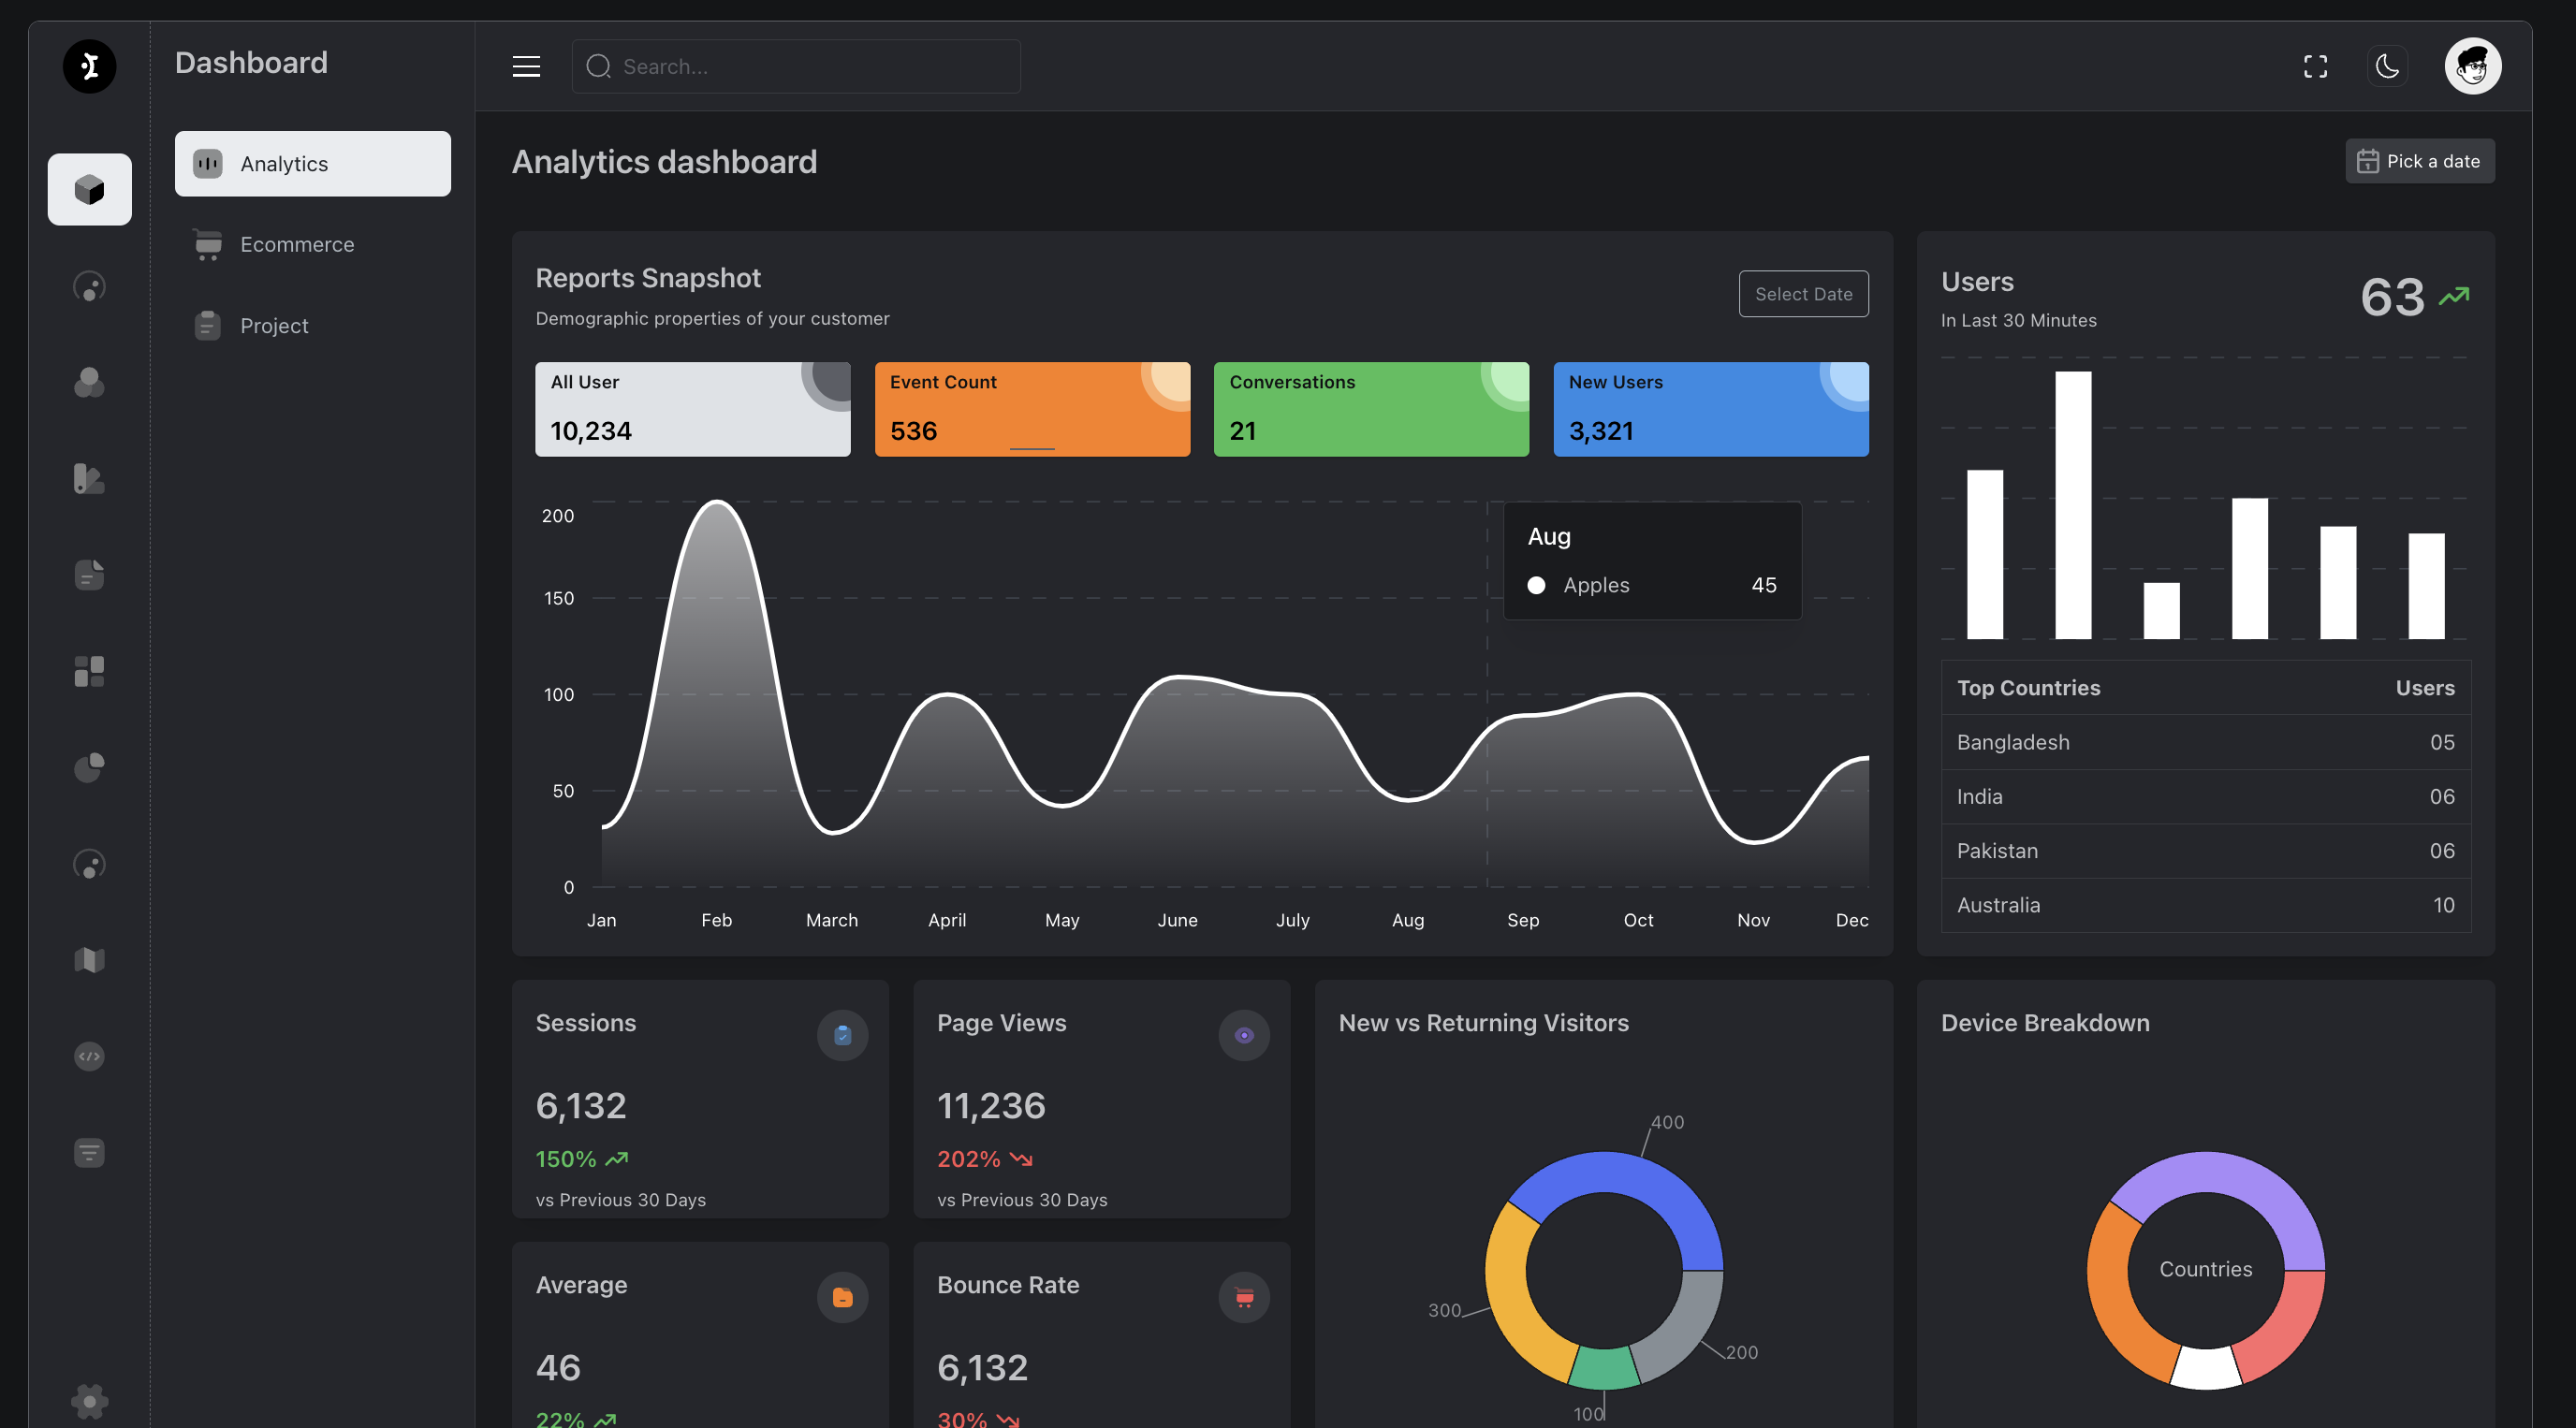 Dashboard
Search...
Analytics
Ecommerce
Project
Analytics dashboard
1
Pick a date
Reports Snapshot
Demographic properties of your customer
Select Date
All User
10,234
Event Count
536
Conversations
21
New Users
3,321
200
150
100
50
0
Jan Feb March April May June July Aug Sep Oct Nov Dec
Aug
Apples 45
Users
In Last 30 Minutes
63
Top Countries Users
Bangladesh 05
India 06
Pakistan 06
Australia 10
Sessions
6,132
150%
vs Previous 30 Days
Page Views
11,236
202%
vs Previous 30 Days
Average
46
22%
Bounce Rate
6,132
30%
New vs Returning Visitors
400
300
200
100
Device Breakdown
Countries